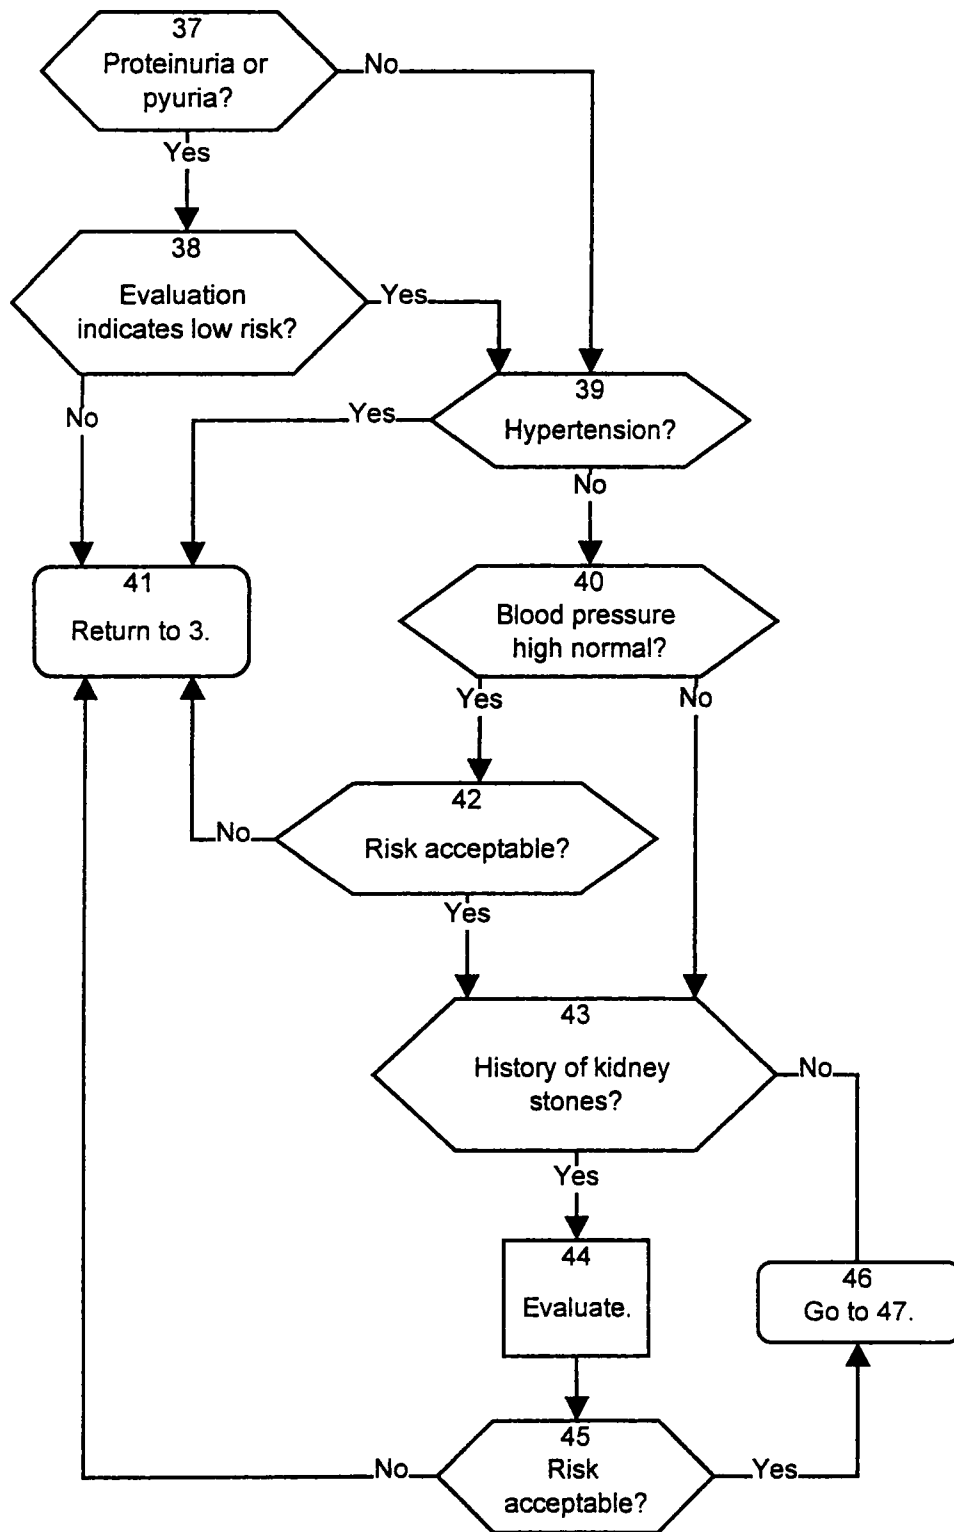 37
Proteinuria or
pyuria?
No
Yes
38
Evaluation
indicates low risk?
Yes
No
39
Hypertension?
Yes
No
40
Blood pressure
high normal?
41
Return to 3.
Yes
No
42
Risk acceptable?
No
Yes
43
History of kidney
stones?
No
Yes
44
Evaluate.
46
Go to 47.
45
Risk
acceptable?
No
Yes